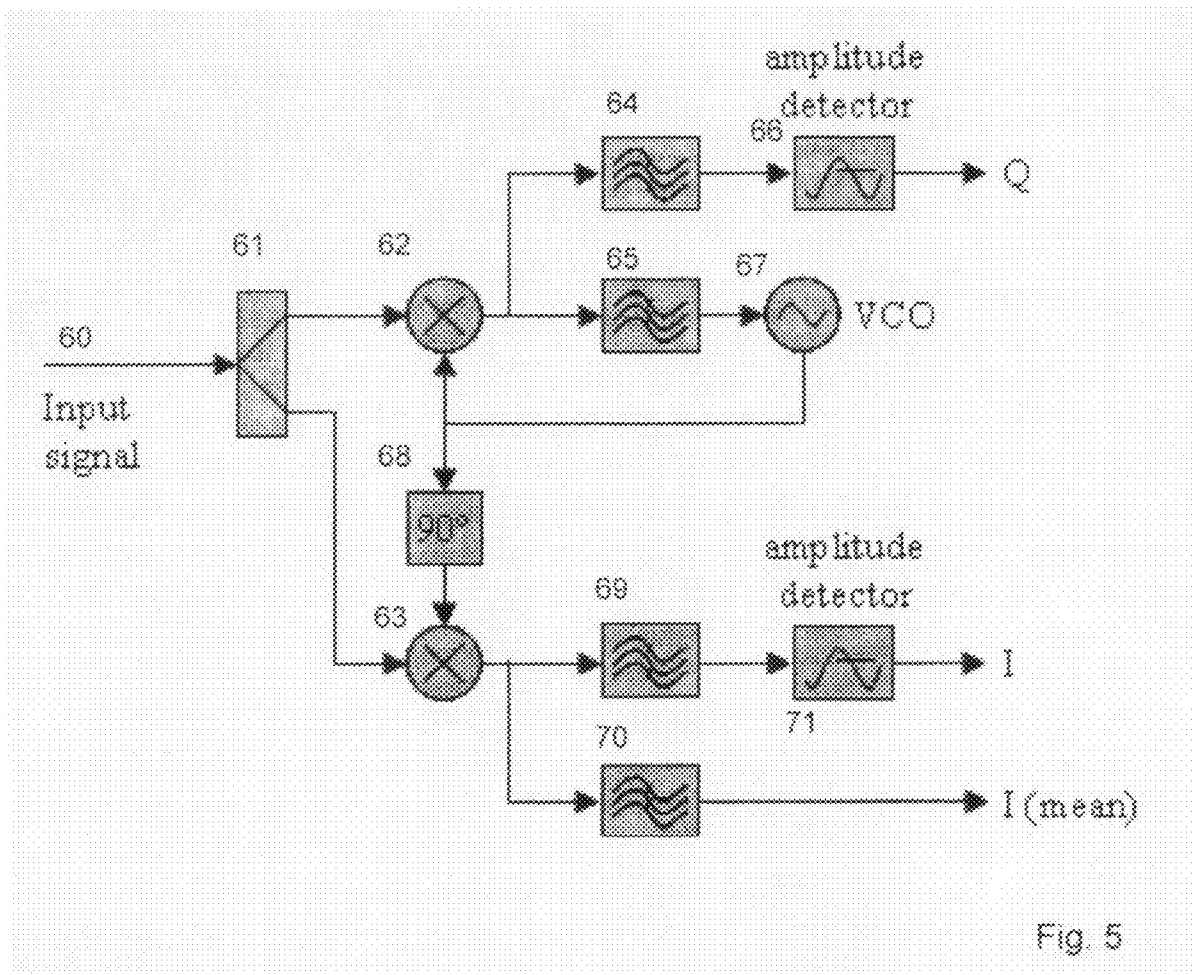 amplitude
detector
64
66
Q
61
62
65
67
VCO
60
Input
signal
68
90°
amplitude
detector
63
69
I
71
70
I (mean)
Fig. 5